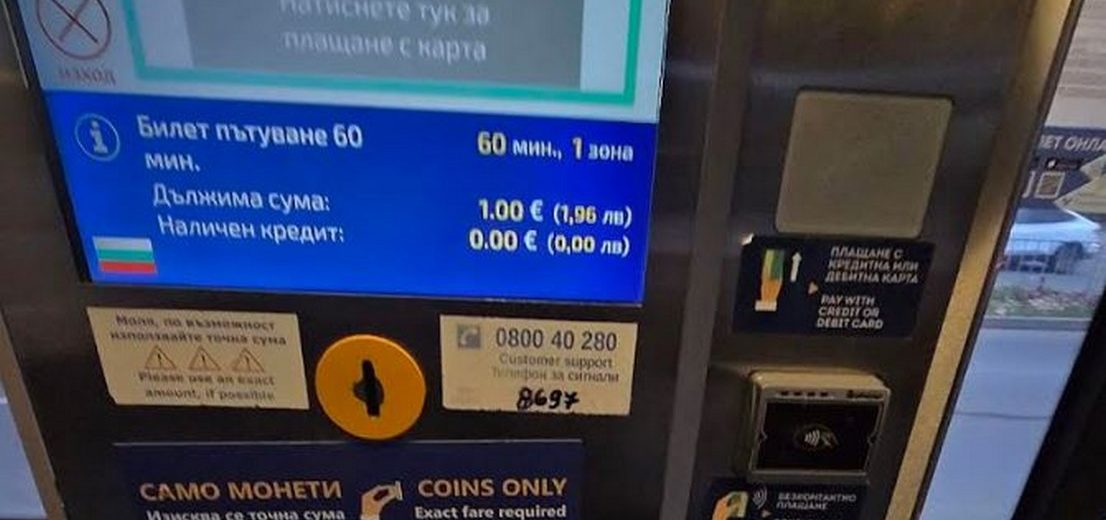 Натиснете тук за
плащане с карта
изход
Билет пътуване 60
мин.
60 мин., 1 зона
Дължима сума:
1.00 € (1,96 лв)
Наличен кредит:
0.00 € (0,00 лв)
Моля, по възможност
използвайте точна сума
Please use an exact
amount, if possible
0800 40 280
Customer support
Телефон за сигнали
8697
ПЛАЩАНЕ С
КРЕДИТНА ИЛИ
ДЕБИТНА КАРТА
PAY WITH
CREDIT OR
DEBIT CARD
САМО МОНЕТИ
Изисква се точна сума
COINS ONLY
Exact fare required
БЕЗКОНТАКТНО
ПЛАЩАНЕ